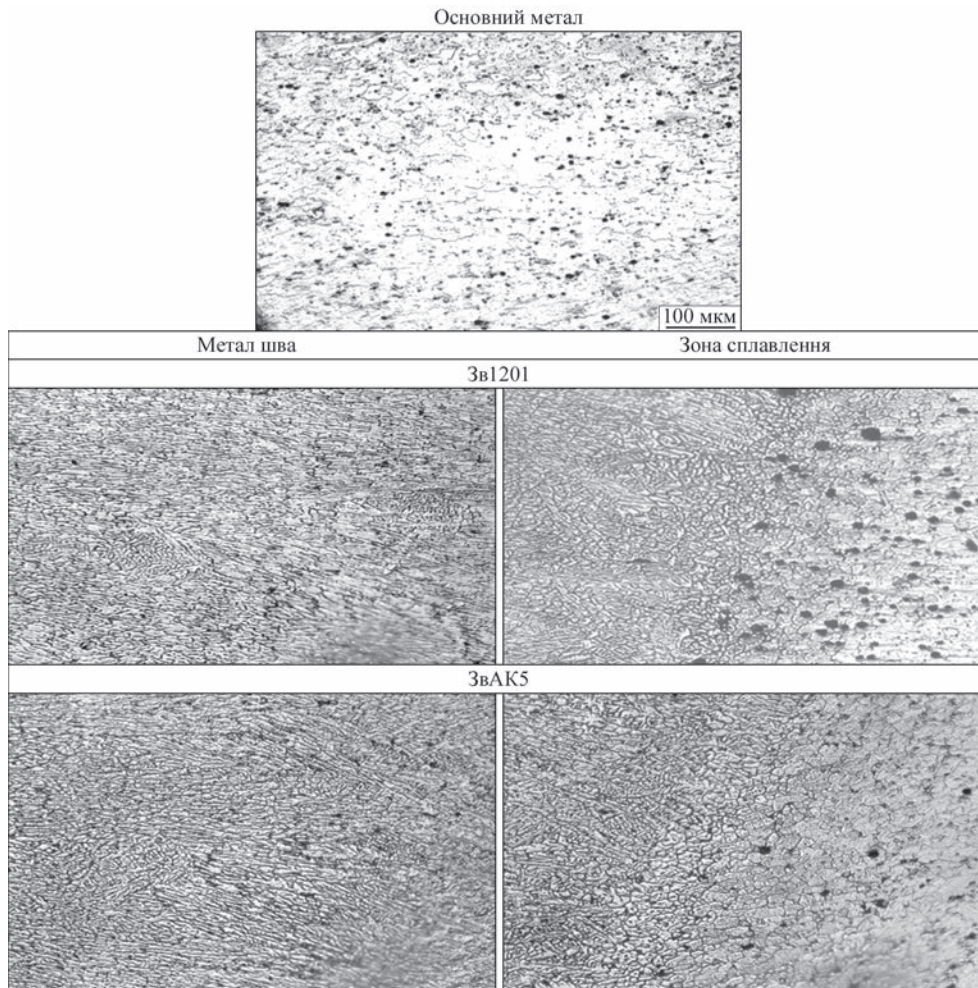 Основний метал
100 мкм
Метал шва
Зона сплавлення
Зв1201
ЗвАК5